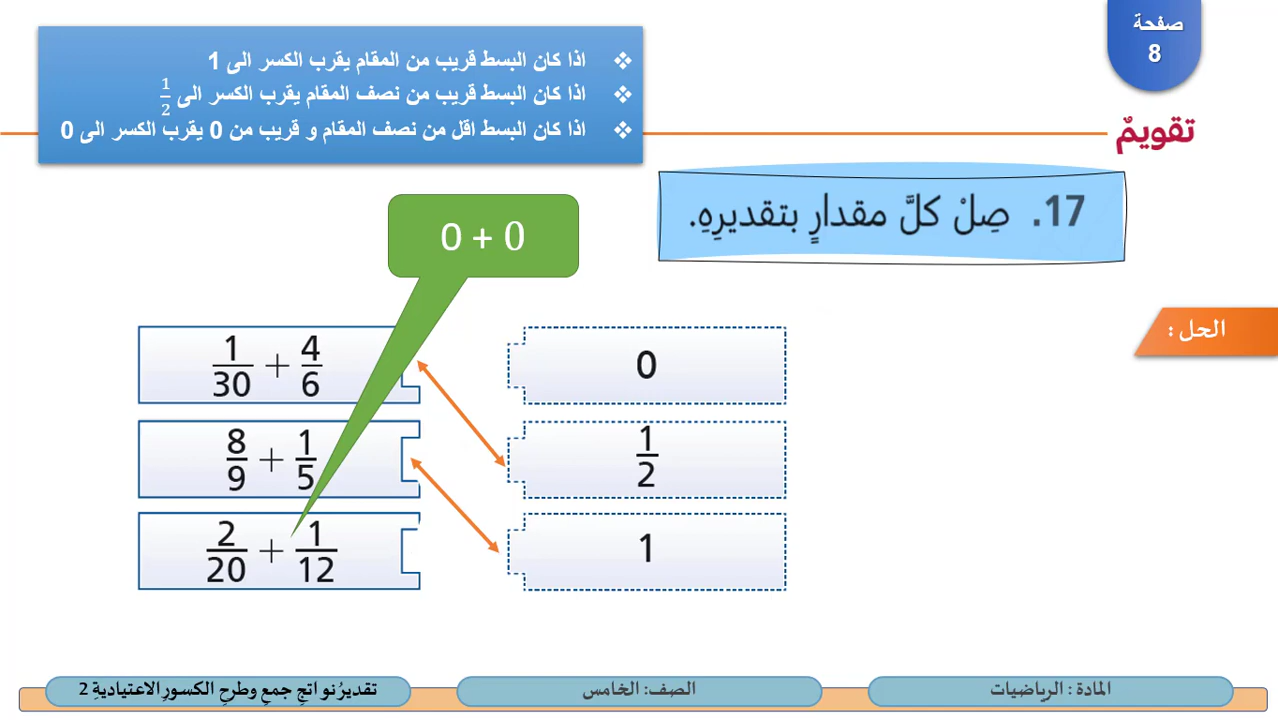 صفحة
8
❖ اذا كان البسط قريب من المقام يقرب الكسر الى 1
❖ اذا كان البسط قريب من نصف المقام يقرب الكسر الى 1/2
❖ اذا كان البسط اقل من نصف المقام و قريب من 0 يقرب الكسر الى 0
تقويمٌ
17. صِلْ كلَّ مقدارٍ بتقديرِهِ.
0 + 0
الحل :
1/30 + 4/6
0
8/9 + 1/5
1/2
2/20 + 1/12
1
المادة : الرياضيات
الصف: الخامس
تقديرُ نواتجِ جمعِ وطرحِ الكسورِ الاعتياديةِ 2